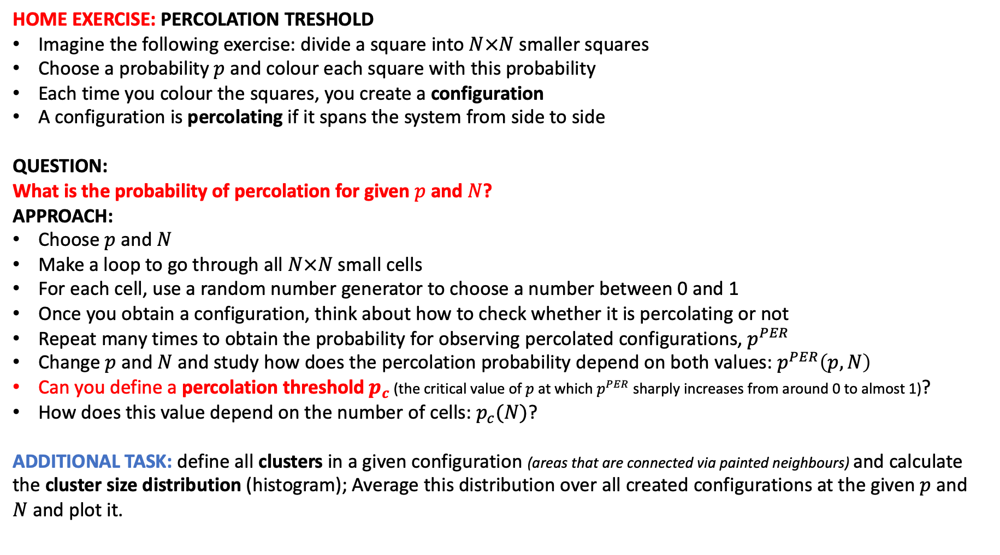 HOME EXERCISE: PERCOLATION TRESHOLD
• Imagine the following exercise: divide a square into N×N smaller squares
• Choose a probability p and colour each square with this probability
• Each time you colour the squares, you create a configuration
• A configuration is percolating if it spans the system from side to side
QUESTION:
What is the probability of percolation for given p and N?
APPROACH:
• Choose p and N
• Make a loop to go through all N×N small cells
• For each cell, use a random number generator to choose a number between 0 and 1
• Once you obtain a configuration, think about how to check whether it is percolating or not
• Repeat many times to obtain the probability for observing percolated configurations, p^PER
• Change p and N and study how does the percolation probability depend on both values: p^PER(p, N)
• Can you define a percolation threshold p_c (the critical value of p at which p^PER sharply increases from around 0 to almost 1)?
• How does this value depend on the number of cells: p_c(N)?
ADDITIONAL TASK: define all clusters in a given configuration (areas that are connected via painted neighbours) and calculate
the cluster size distribution (histogram); Average this distribution over all created configurations at the given p and
N and plot it.